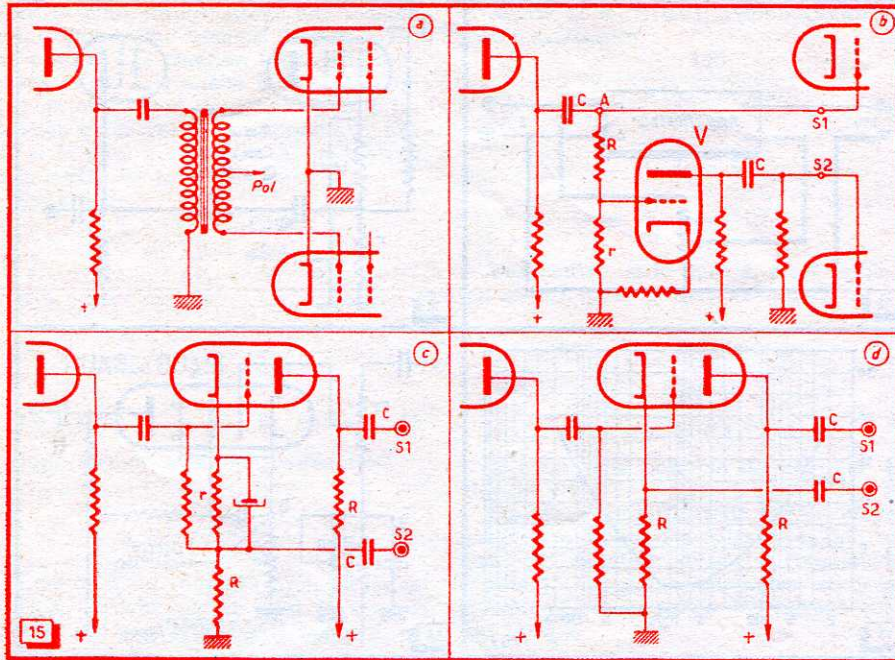 a
Pol
+
b
C
A
S1
R
V
C
S2
r
+
+
c
C
S1
r
R
S2
C
R
+
+
15
d
C
S1
C
S2
R
R
+
+